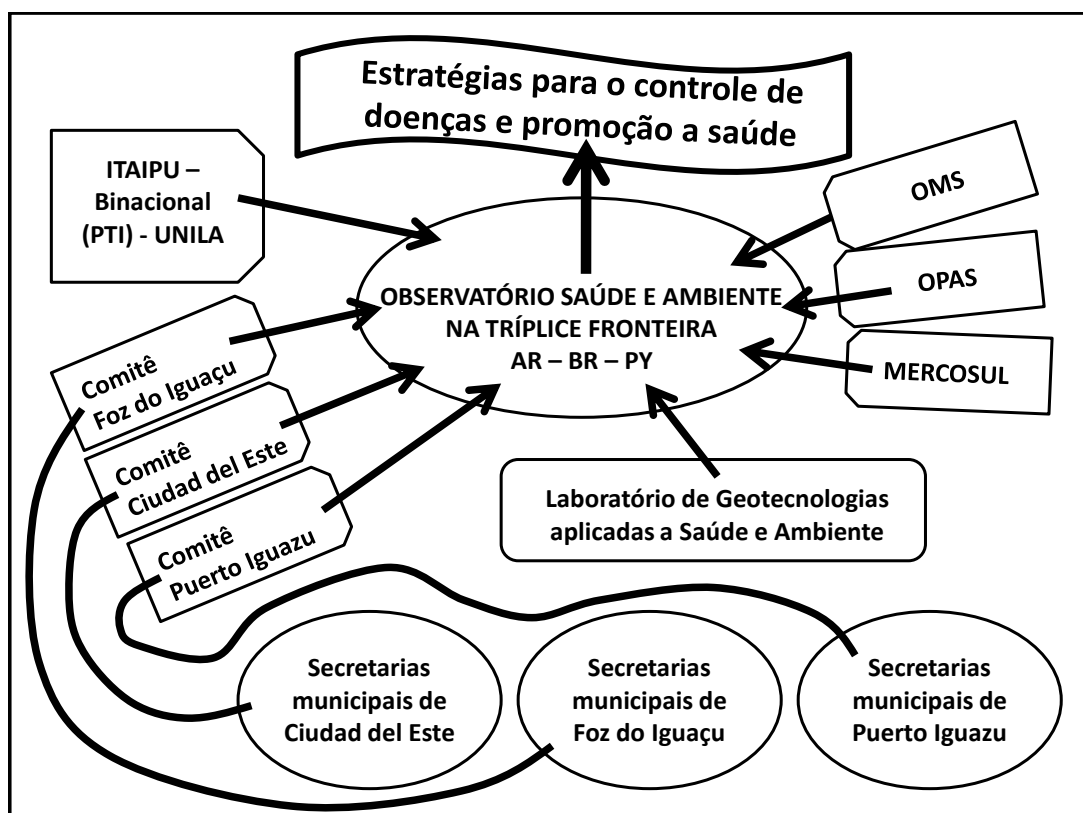 Estratégias para o controle de
doenças e promoção a saúde
ITAIPU –
Binacional
(PTI) - UNILA
OMS
OPAS
MERCOSUL
OBSERVATÓRIO SAÚDE E AMBIENTE
NA TRÍPLICE FRONTEIRA
AR – BR – PY
Comitê
Foz do Iguaçu
Comitê
Ciudad del Este
Comitê
Puerto Iguazu
Laboratório de Geotecnologias
aplicadas a Saúde e Ambiente
Secretarias
municipais de
Ciudad del Este
Secretarias
municipais de
Foz do Iguaçu
Secretarias
municipais de
Puerto Iguazu